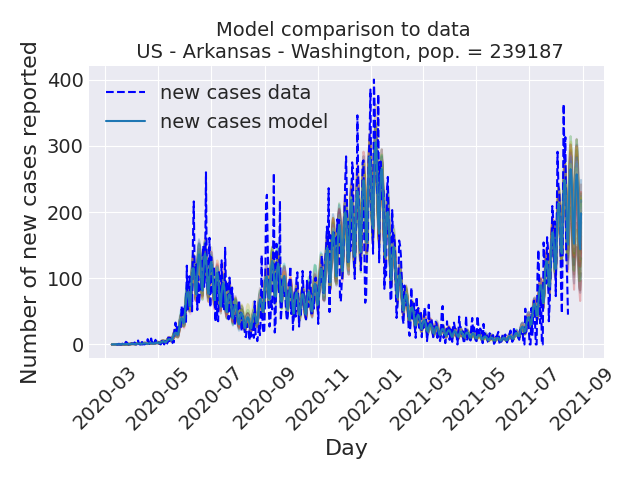 Model comparison to data
US - Arkansas - Washington, pop. = 239187
Number of new cases reported
400
300
200
100
0
new cases data
new cases model
2020-03
2020-05
2020-07
2020-09
2020-11
2021-01
2021-03
2021-05
2021-07
2021-09
Day